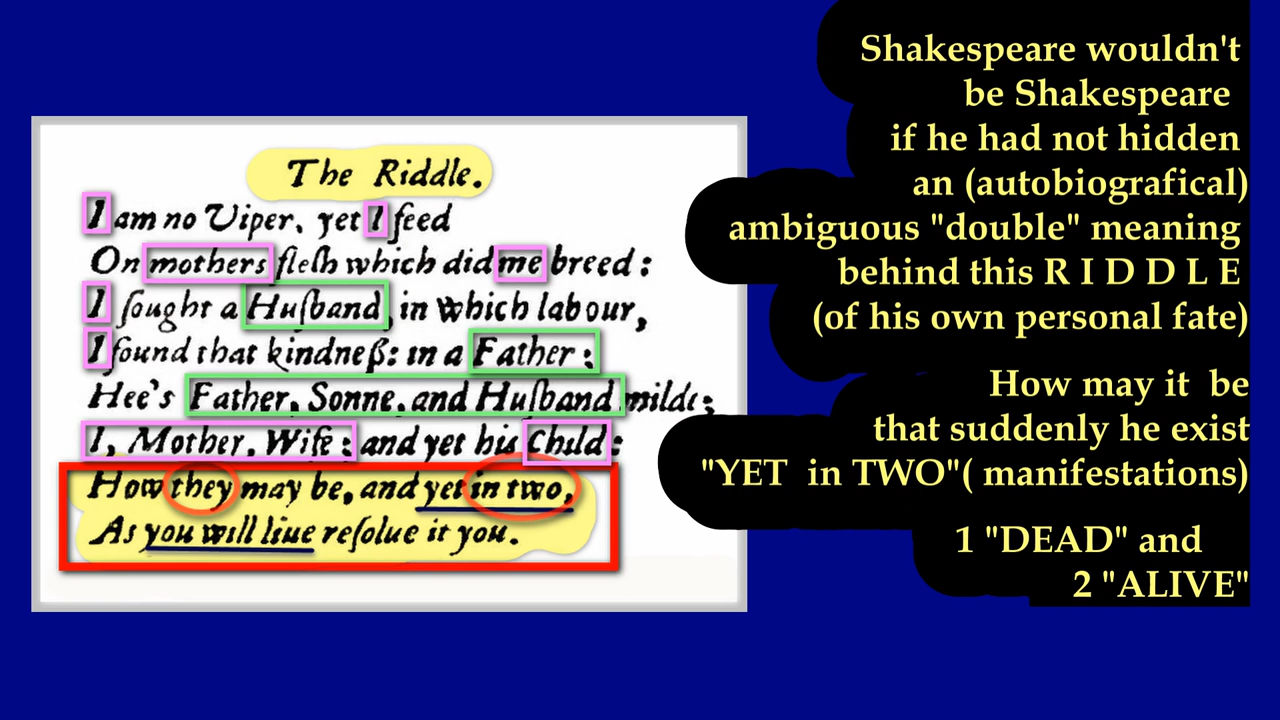 The Riddle.
I am no Viper, yet I feed
On mothers fleſh which did me breed :
I ſought a Huſband, in which labour,
I found that kindneß: in a Father :
Hee's Father, Sonne, and Huſband milde:
I, Mother, Wife : and yet his Child :
How they may be, and yet in two,
As you will liue reſolue it you.
Shakespeare wouldn't
be Shakespeare
if he had not hidden
an (autobiografical)
ambiguous "double" meaning
behind this R I D D L E
(of his own personal fate)
How may it be
that suddenly he exist
"YET in TWO"( manifestations)
1 "DEAD" and
2 "ALIVE"